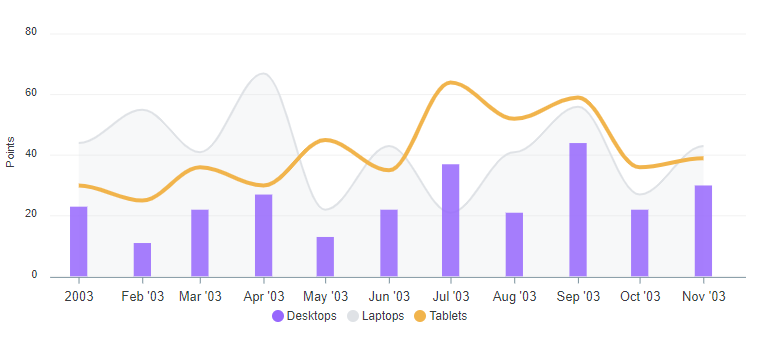 80
60
40
20
0
Points
2003 Feb '03 Mar '03 Apr '03 May '03 Jun '03 Jul '03 Aug '03 Sep '03 Oct '03 Nov '03
Desktops Laptops Tablets